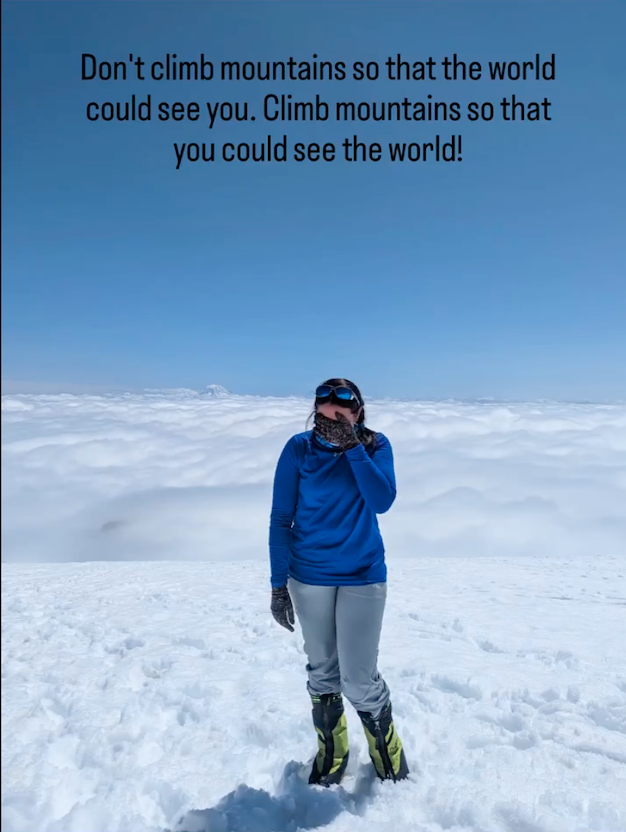 Don't climb mountains so that the world
could see you. Climb mountains so that
you could see the world!